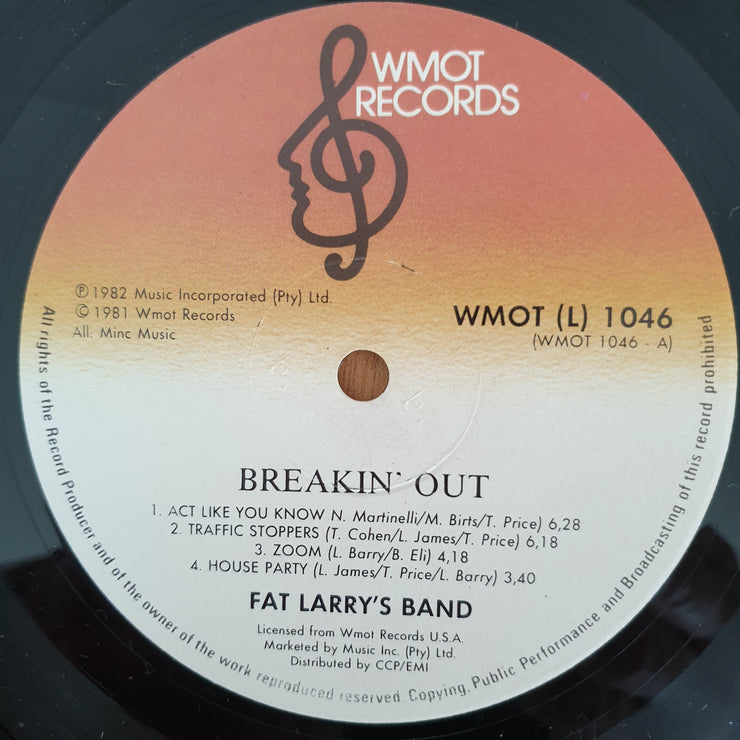 WMOT
RECORDS
℗ 1982 Music Incorporated (Pty) Ltd.
© 1981 Wmot Records
All: Minc Music
WMOT (L) 1046
(WMOT 1046 - A)
BREAKIN' OUT
1. ACT LIKE YOU KNOW N. Martinelli/M. Birts/T. Price) 6,28
2. TRAFFIC STOPPERS (T. Cohen/L. James/T. Price) 6,18
3. ZOOM (L. Barry/B. Eli) 4,18
4. HOUSE PARTY (L. James/T. Price/L. Barry) 3,40
FAT LARRY'S BAND
Licensed from Wmot Records U.S.A.
Marketed by Music Inc. (Pty) Ltd.
Distributed by CCP/EMI
All rights of the Record Producer and of the owner of the work reproduced reserved. Copying, Public Performance and Broadcasting of this record prohibited